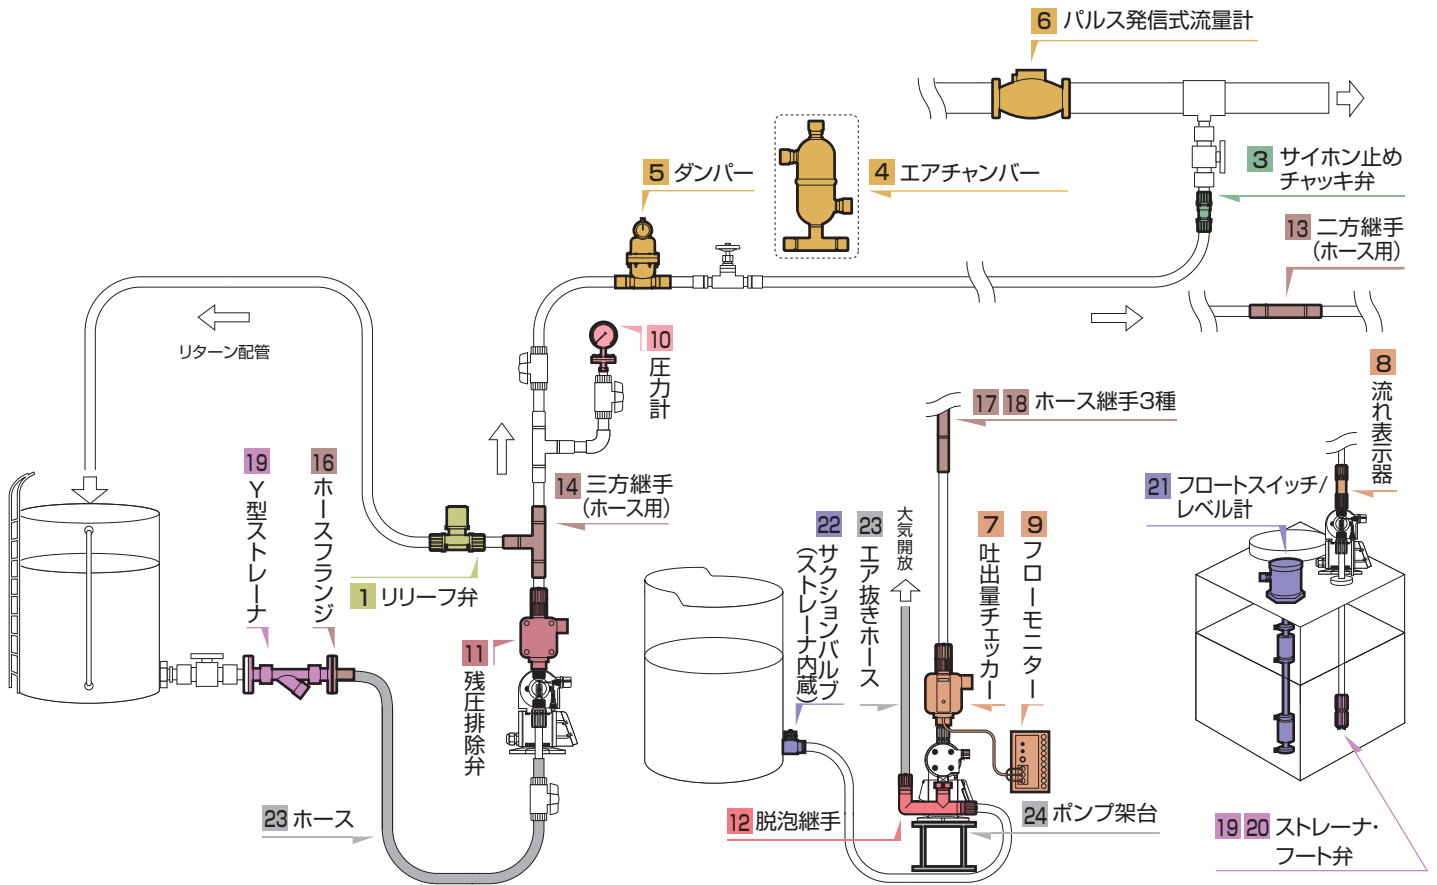 6 パルス発信式流量計
5 ダンパー
4 エアチャンバー
3 サイホン止め
チャッキ弁
13 二方継手
(ホース用)
リターン配管
10 圧力計
8 流れ表示器
17 18 ホース継手3種
19 Y型ストレーナ
16 ホースフランジ
14 三方継手
(ホース用)
21 フロートスイッチ/
レベル計
22 サクションバルブ
(ストレーナ内蔵)
23 エア抜きホース
大気開放
7 吐出量チェッカー
9 フローモニター
1 リリーフ弁
11 残圧排除弁
23 ホース
12 脱泡継手
24 ポンプ架台
19 20 ストレーナ・
フート弁